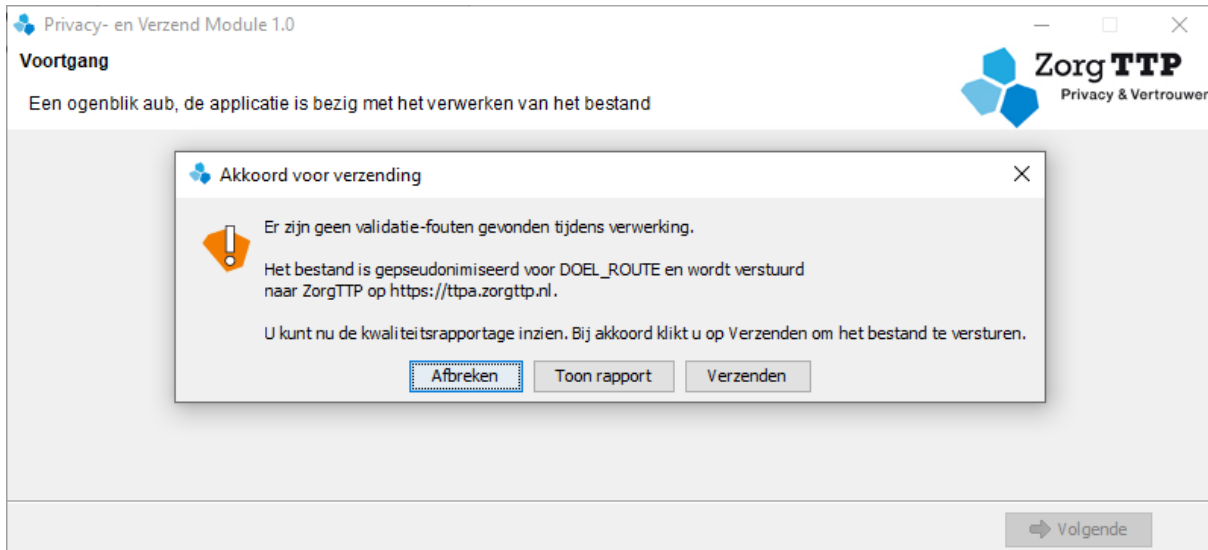 Privacy- en Verzend Module 1.0
Voortgang
Een ogenblik aub, de applicatie is bezig met het verwerken van het bestand
Zorg TTP
Privacy & Vertrouwen
Akkoord voor verzending
Er zijn geen validatie-fouten gevonden tijdens verwerking.
Het bestand is gepseudonimiseerd voor DOEL_ROUTE en wordt verstuurd
naar ZorgTTP op https://ttpa.zorgttp.nl.
U kunt nu de kwaliteitsrapportage inzien. Bij akkoord klikt u op Verzenden om het bestand te versturen.
Afbreken Toon rapport Verzenden
Volgende